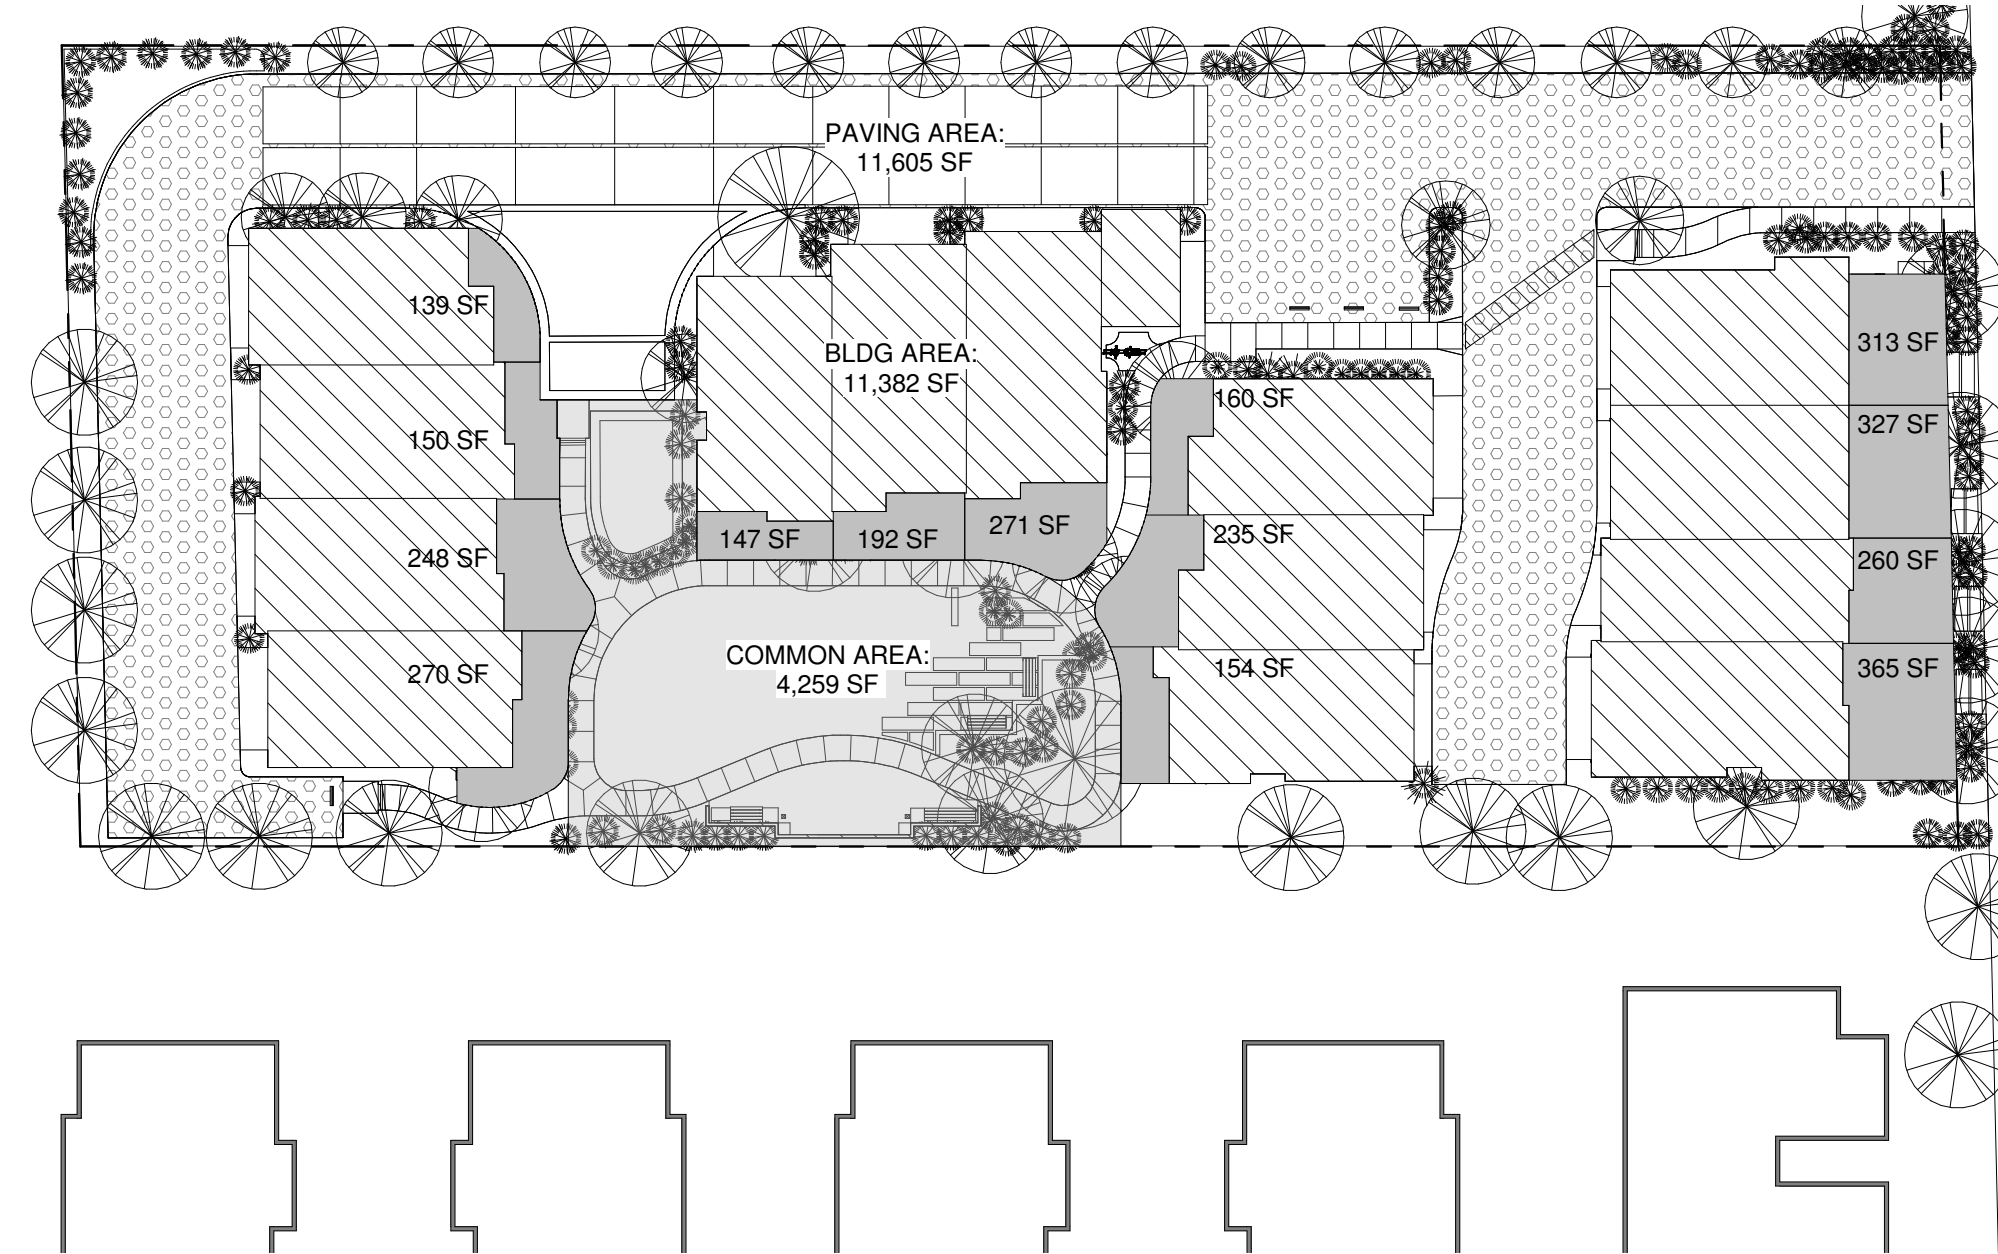 PAVING AREA:
11,605 SF
139 SF
150 SF
248 SF
270 SF
BLDG AREA:
11,382 SF
147 SF
192 SF
271 SF
COMMON AREA:
4,259 SF
160 SF
235 SF
154 SF
313 SF
327 SF
260 SF
365 SF